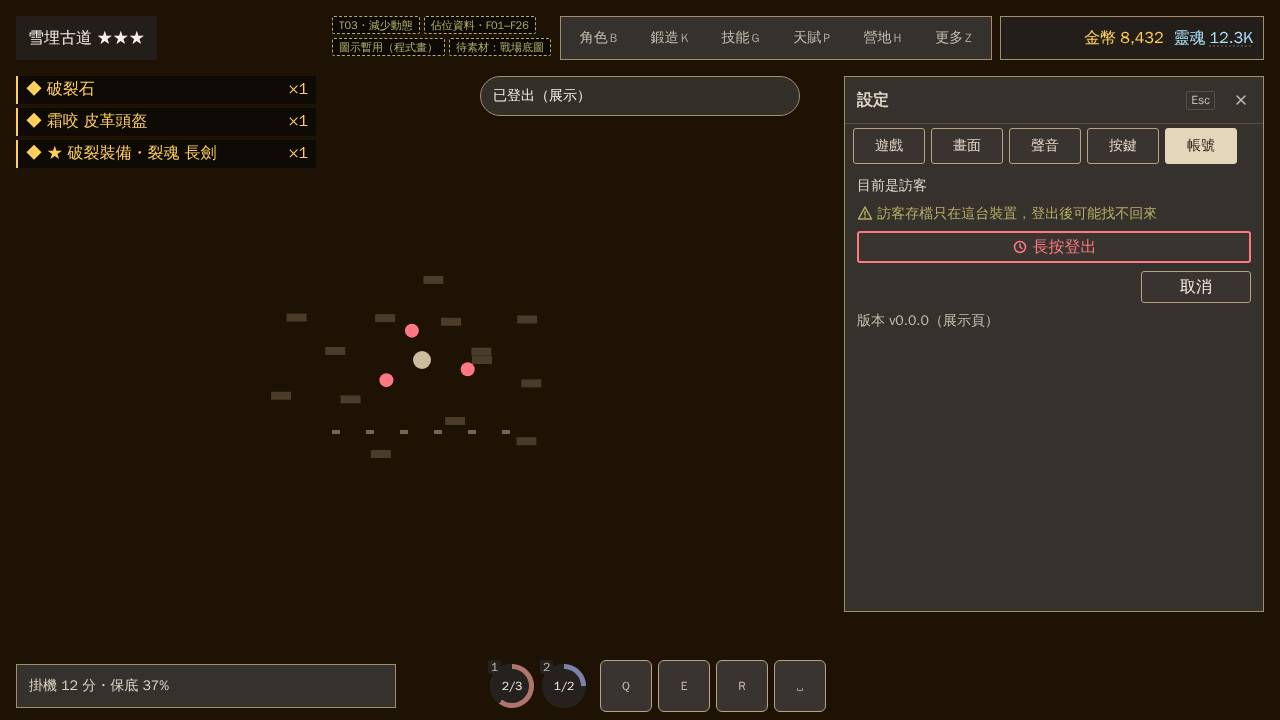 雪埋古道 ★★★
T03・減少動態 佔位資料・F01–F26
圖示暫用（程式畫） 待素材：戰場底圖
角色B 鍛造K 技能G 天賦P 營地H 更多Z
金幣 8,432 靈魂 12.3K
◆ 破裂石 ×1
◆ 霜咬 皮革頭盔 ×1
◆ ★ 破裂裝備・裂魂 長劍 ×1
已登出（展示）
設定 Esc ×
遊戲 畫面 聲音 按鍵 帳號
目前是訪客
訪客存檔只在這台裝置，登出後可能找不回來
長按登出
取消
版本 v0.0.0（展示頁）
掛機 12 分・保底 37%
1 2/3 2 1/2 Q E R ⎵